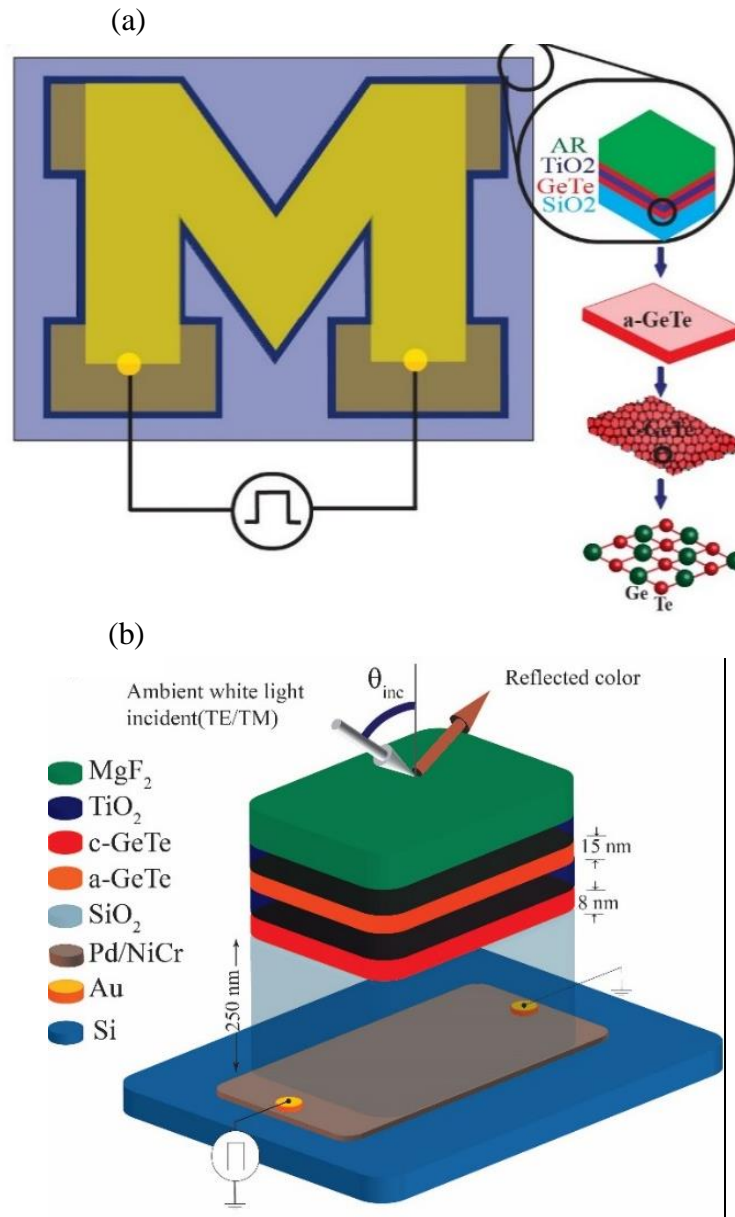 (a)
AR
TiO2
GeTe
SiO2
a-GeTe
c-GeTe
Ge
Te
(b)
Ambient white light
incident(TE/TM)
θinc
Reflected color
MgF₂
TiO₂
c-GeTe
a-GeTe
SiO₂
Pd/NiCr
Au
Si
15 nm
8 nm
250 nm